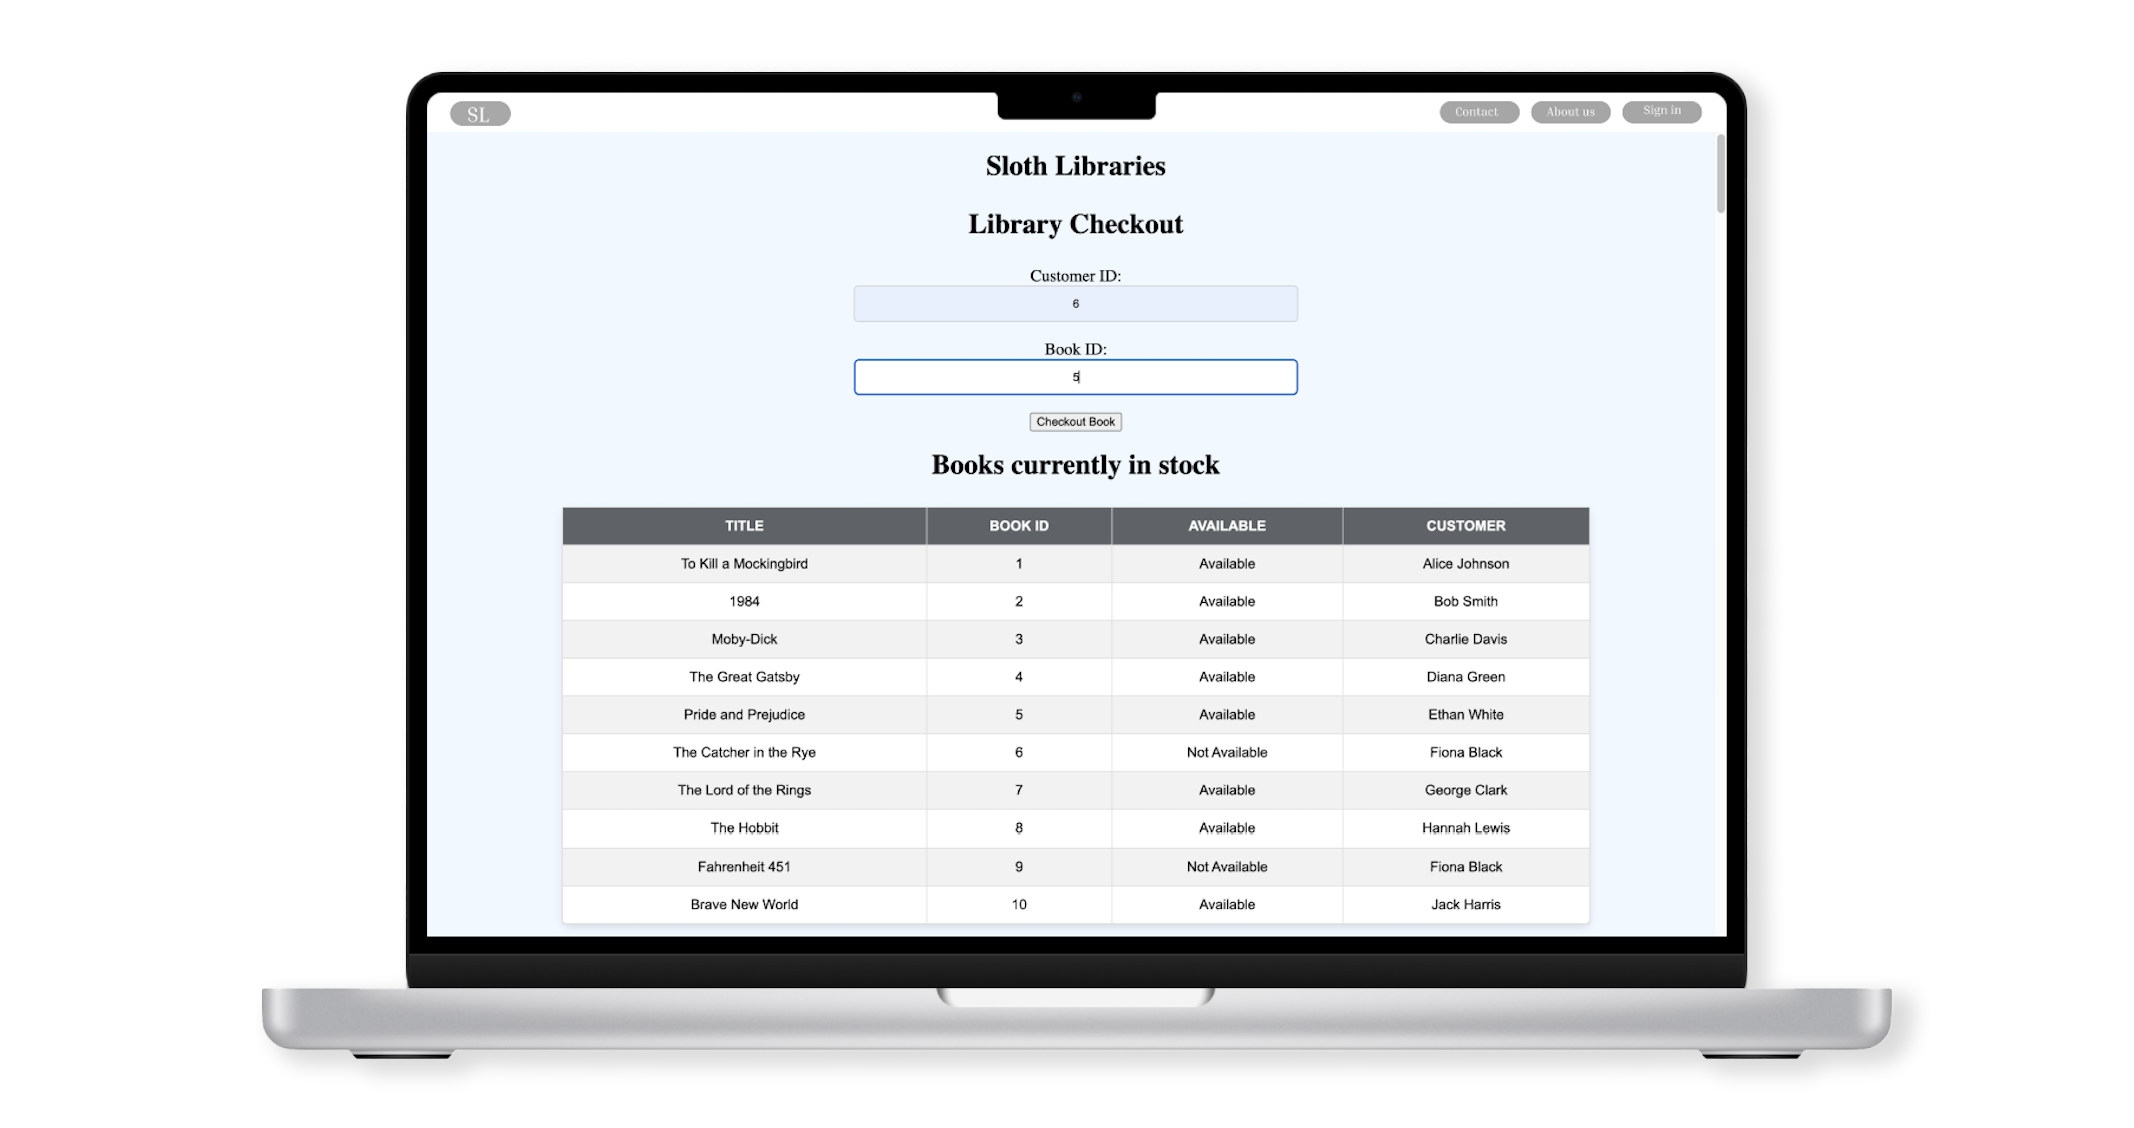 SL
Contact About us Sign in
Sloth Libraries
Library Checkout
Customer ID:
6
Book ID:
5
Checkout Book
Books currently in stock
TITLE BOOK ID AVAILABLE CUSTOMER
To Kill a Mockingbird 1 Available Alice Johnson
1984 2 Available Bob Smith
Moby-Dick 3 Available Charlie Davis
The Great Gatsby 4 Available Diana Green
Pride and Prejudice 5 Available Ethan White
The Catcher in the Rye 6 Not Available Fiona Black
The Lord of the Rings 7 Available George Clark
The Hobbit 8 Available Hannah Lewis
Fahrenheit 451 9 Not Available Fiona Black
Brave New World 10 Available Jack Harris